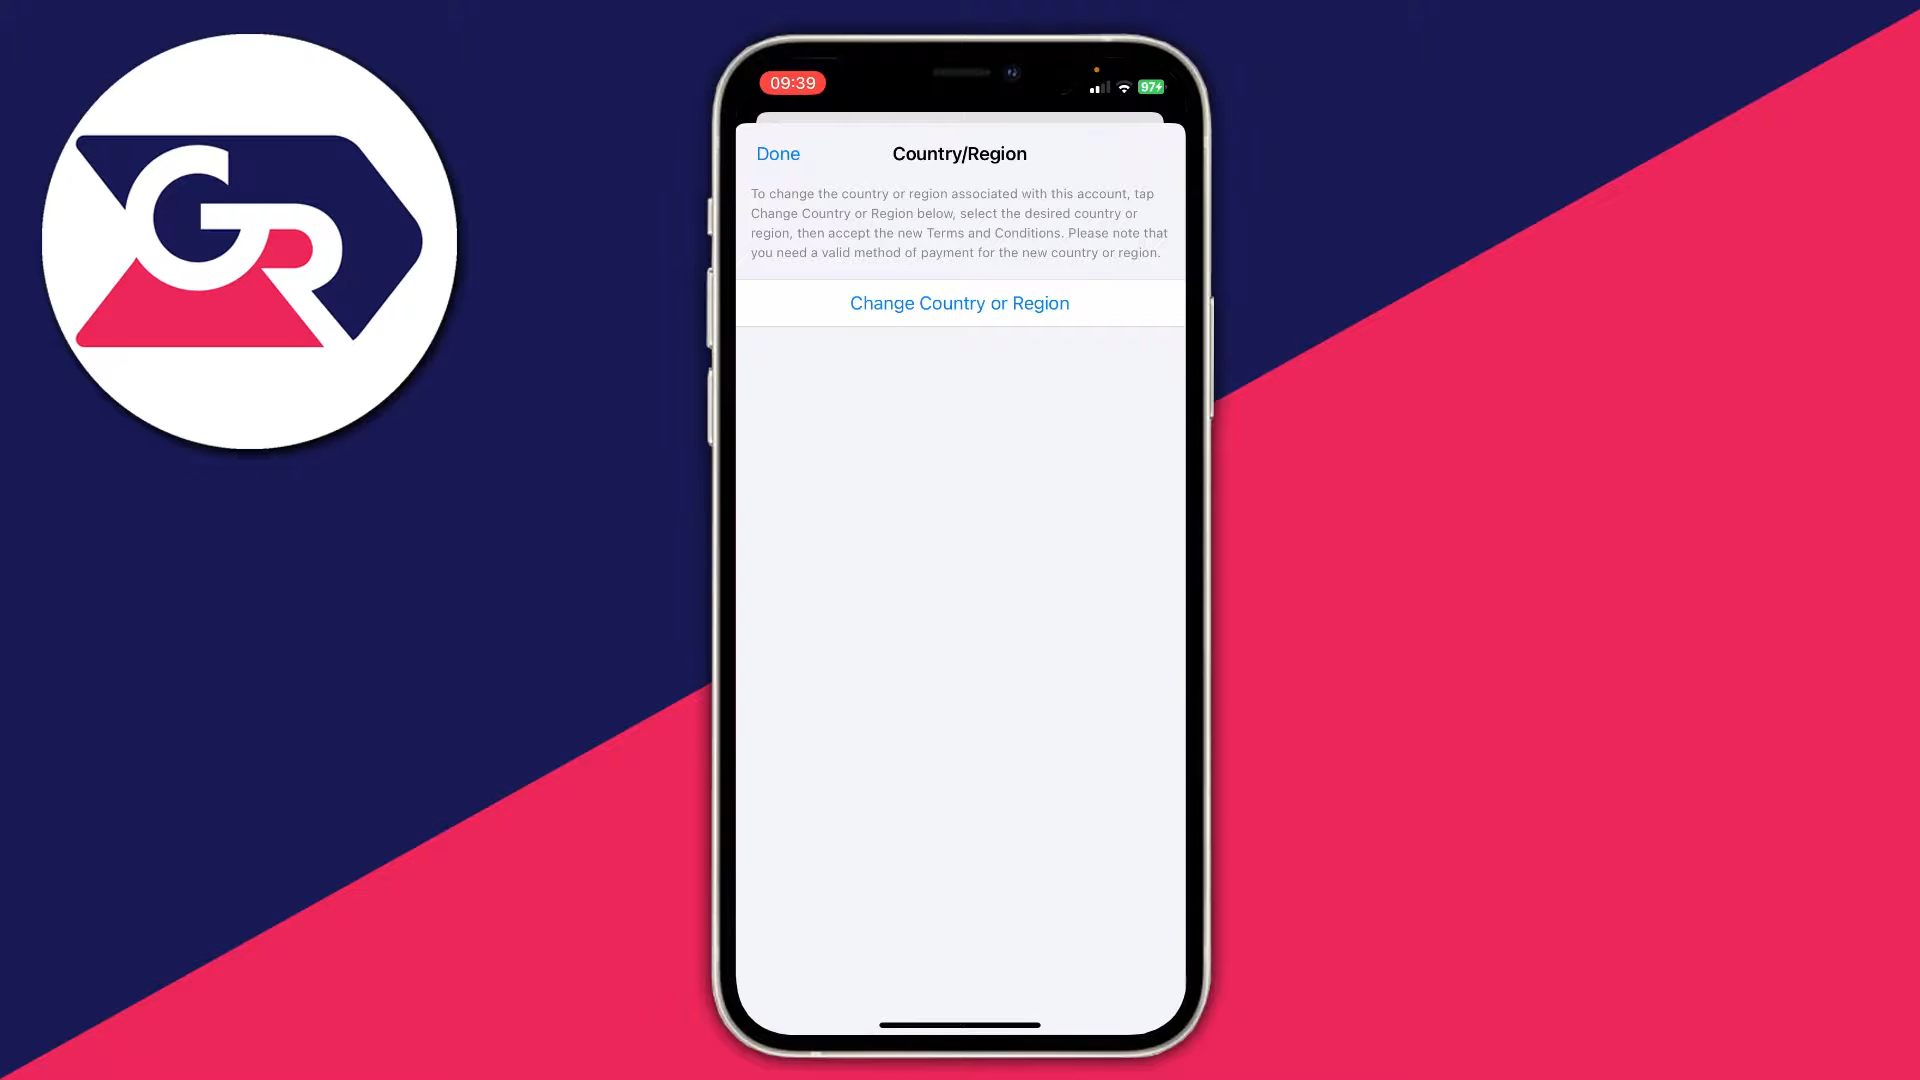 GR
09:39
97
Done
Country/Region
To change the country or region associated with this account, tap
Change Country or Region below, select the desired country or
region, then accept the new Terms and Conditions. Please note that
you need a valid method of payment for the new country or region.
Change Country or Region